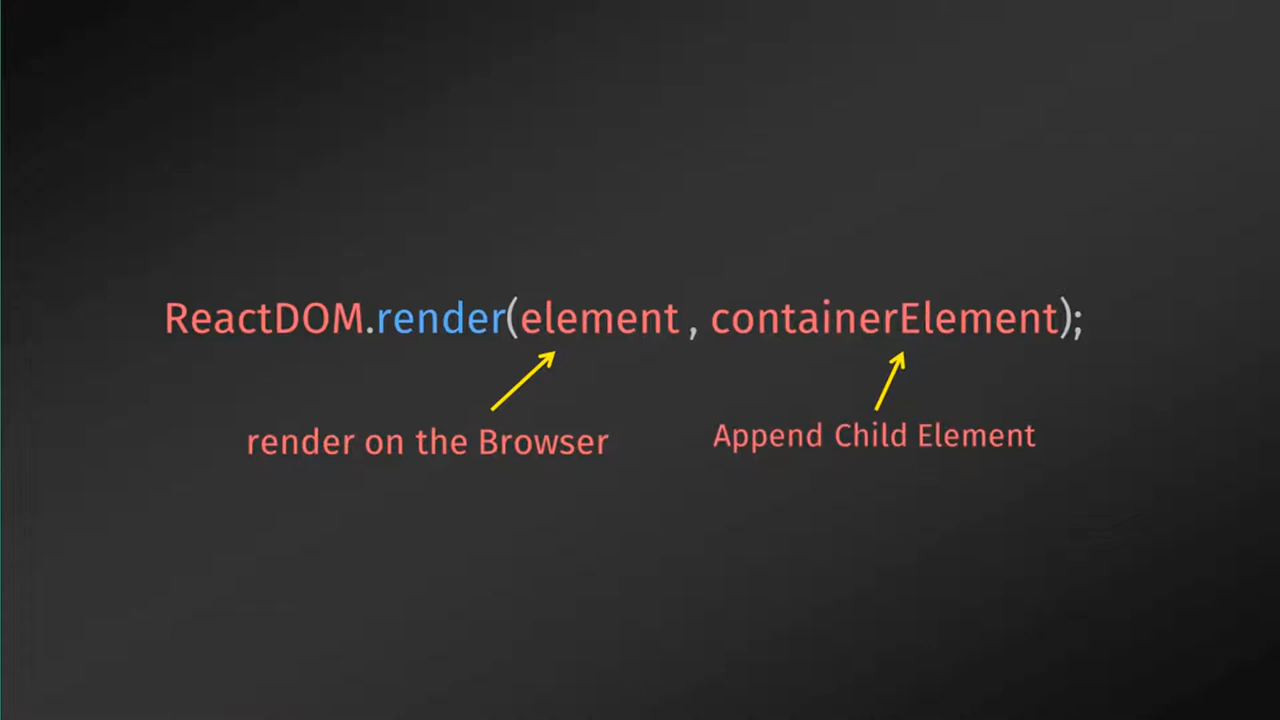 ReactDOM.render(element , containerElement);
render on the Browser
Append Child Element